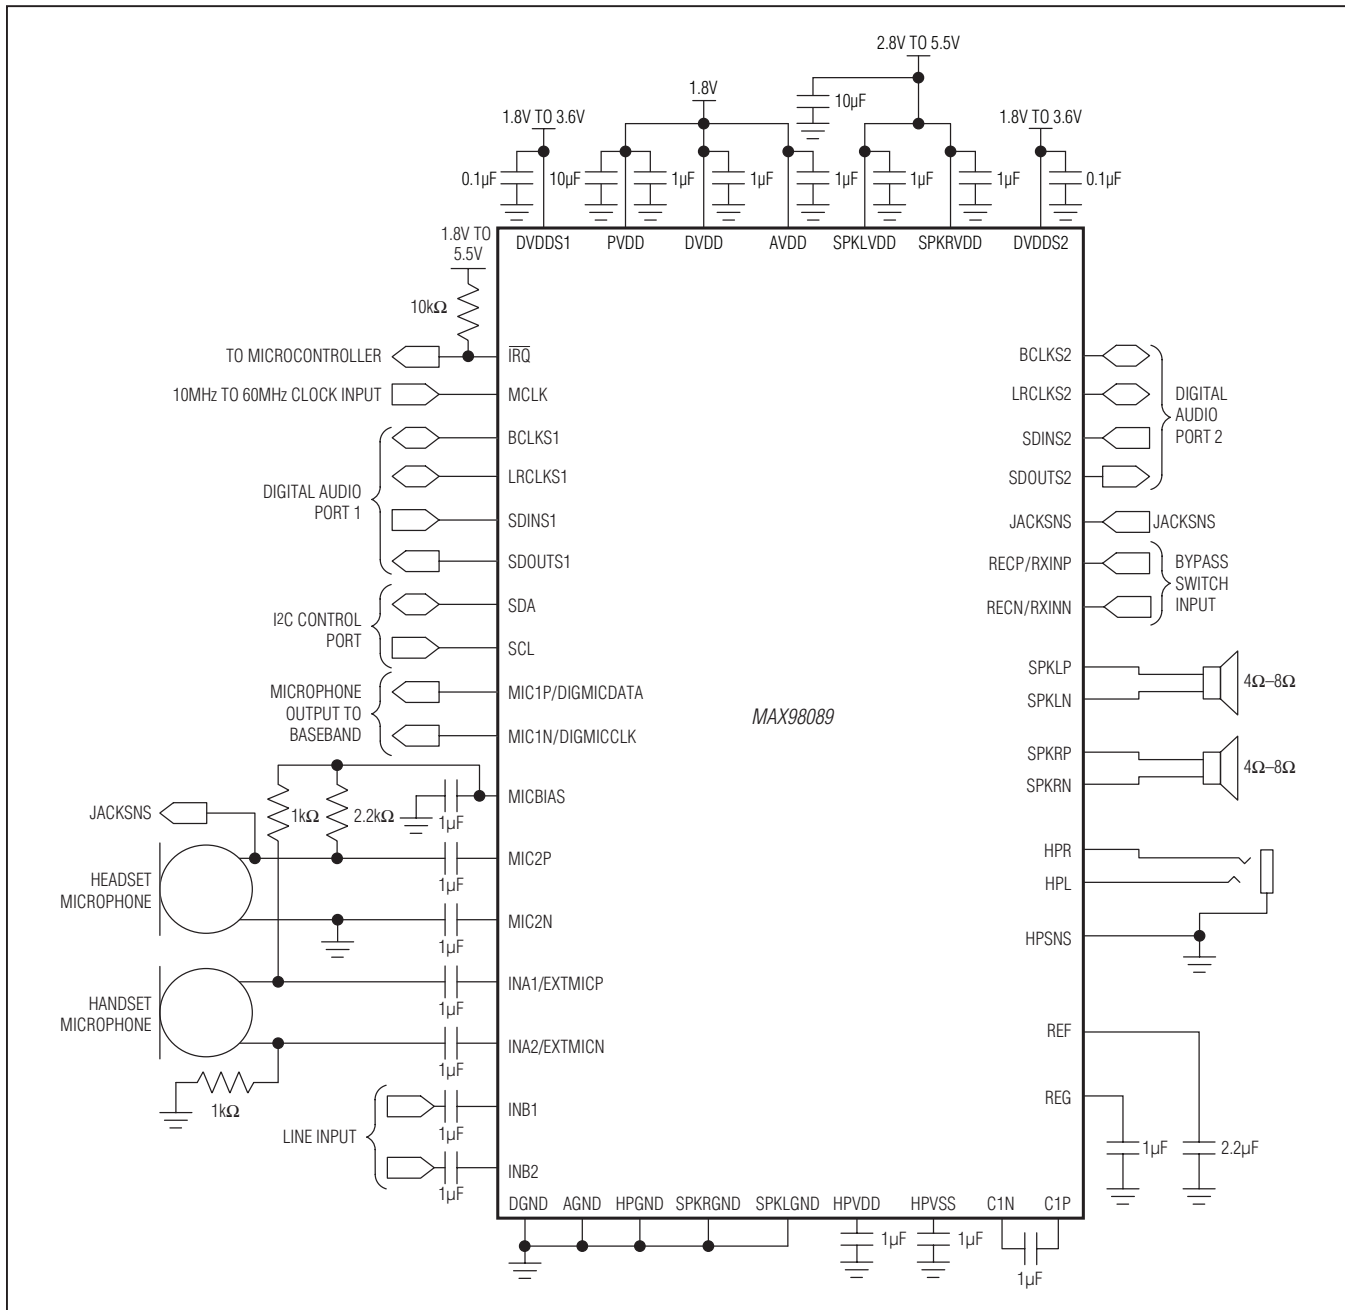 2.8V TO 5.5V
1.8V
10µF
1.8V TO 3.6V
1.8V TO 3.6V
0.1µF
10µF
1µF
1µF
1µF
1µF
1µF
0.1µF
1.8V TO
5.5V
DVDDS1
PVDD
DVDD
AVDD
SPKLVDD
SPKRVDD
DVDDS2
10kΩ
TO MICROCONTROLLER
IRQ
10MHz TO 60MHz CLOCK INPUT
MCLK
BCLKS1
LRCLKS1
DIGITAL AUDIO
PORT 1
SDINS1
SDOUTS1
SDA
I2C CONTROL
PORT
SCL
MICROPHONE
OUTPUT TO
BASEBAND
MIC1P/DIGMICDATA
MIC1N/DIGMICCLK
MICBIAS
1kΩ
2.2kΩ
1µF
JACKSNS
MIC2P
1µF
HEADSET
MICROPHONE
MIC2N
1µF
INA1/EXTMICP
1µF
HANDSET
MICROPHONE
INA2/EXTMICN
1µF
1kΩ
INB1
1µF
LINE INPUT
INB2
1µF
MAX98089
BCLKS2
LRCLKS2
SDINS2
SDOUTS2
DIGITAL
AUDIO
PORT 2
JACKSNS
JACKSNS
RECP/RXINP
RECN/RXINN
BYPASS
SWITCH
INPUT
SPKLP
SPKLN
4Ω–8Ω
SPKRP
SPKRN
4Ω–8Ω
HPR
HPL
HPSNS
REF
REG
1µF
2.2µF
DGND
AGND
HPGND
SPKRGND
SPKLGND
HPVDD
HPVSS
C1N
C1P
1µF
1µF
1µF